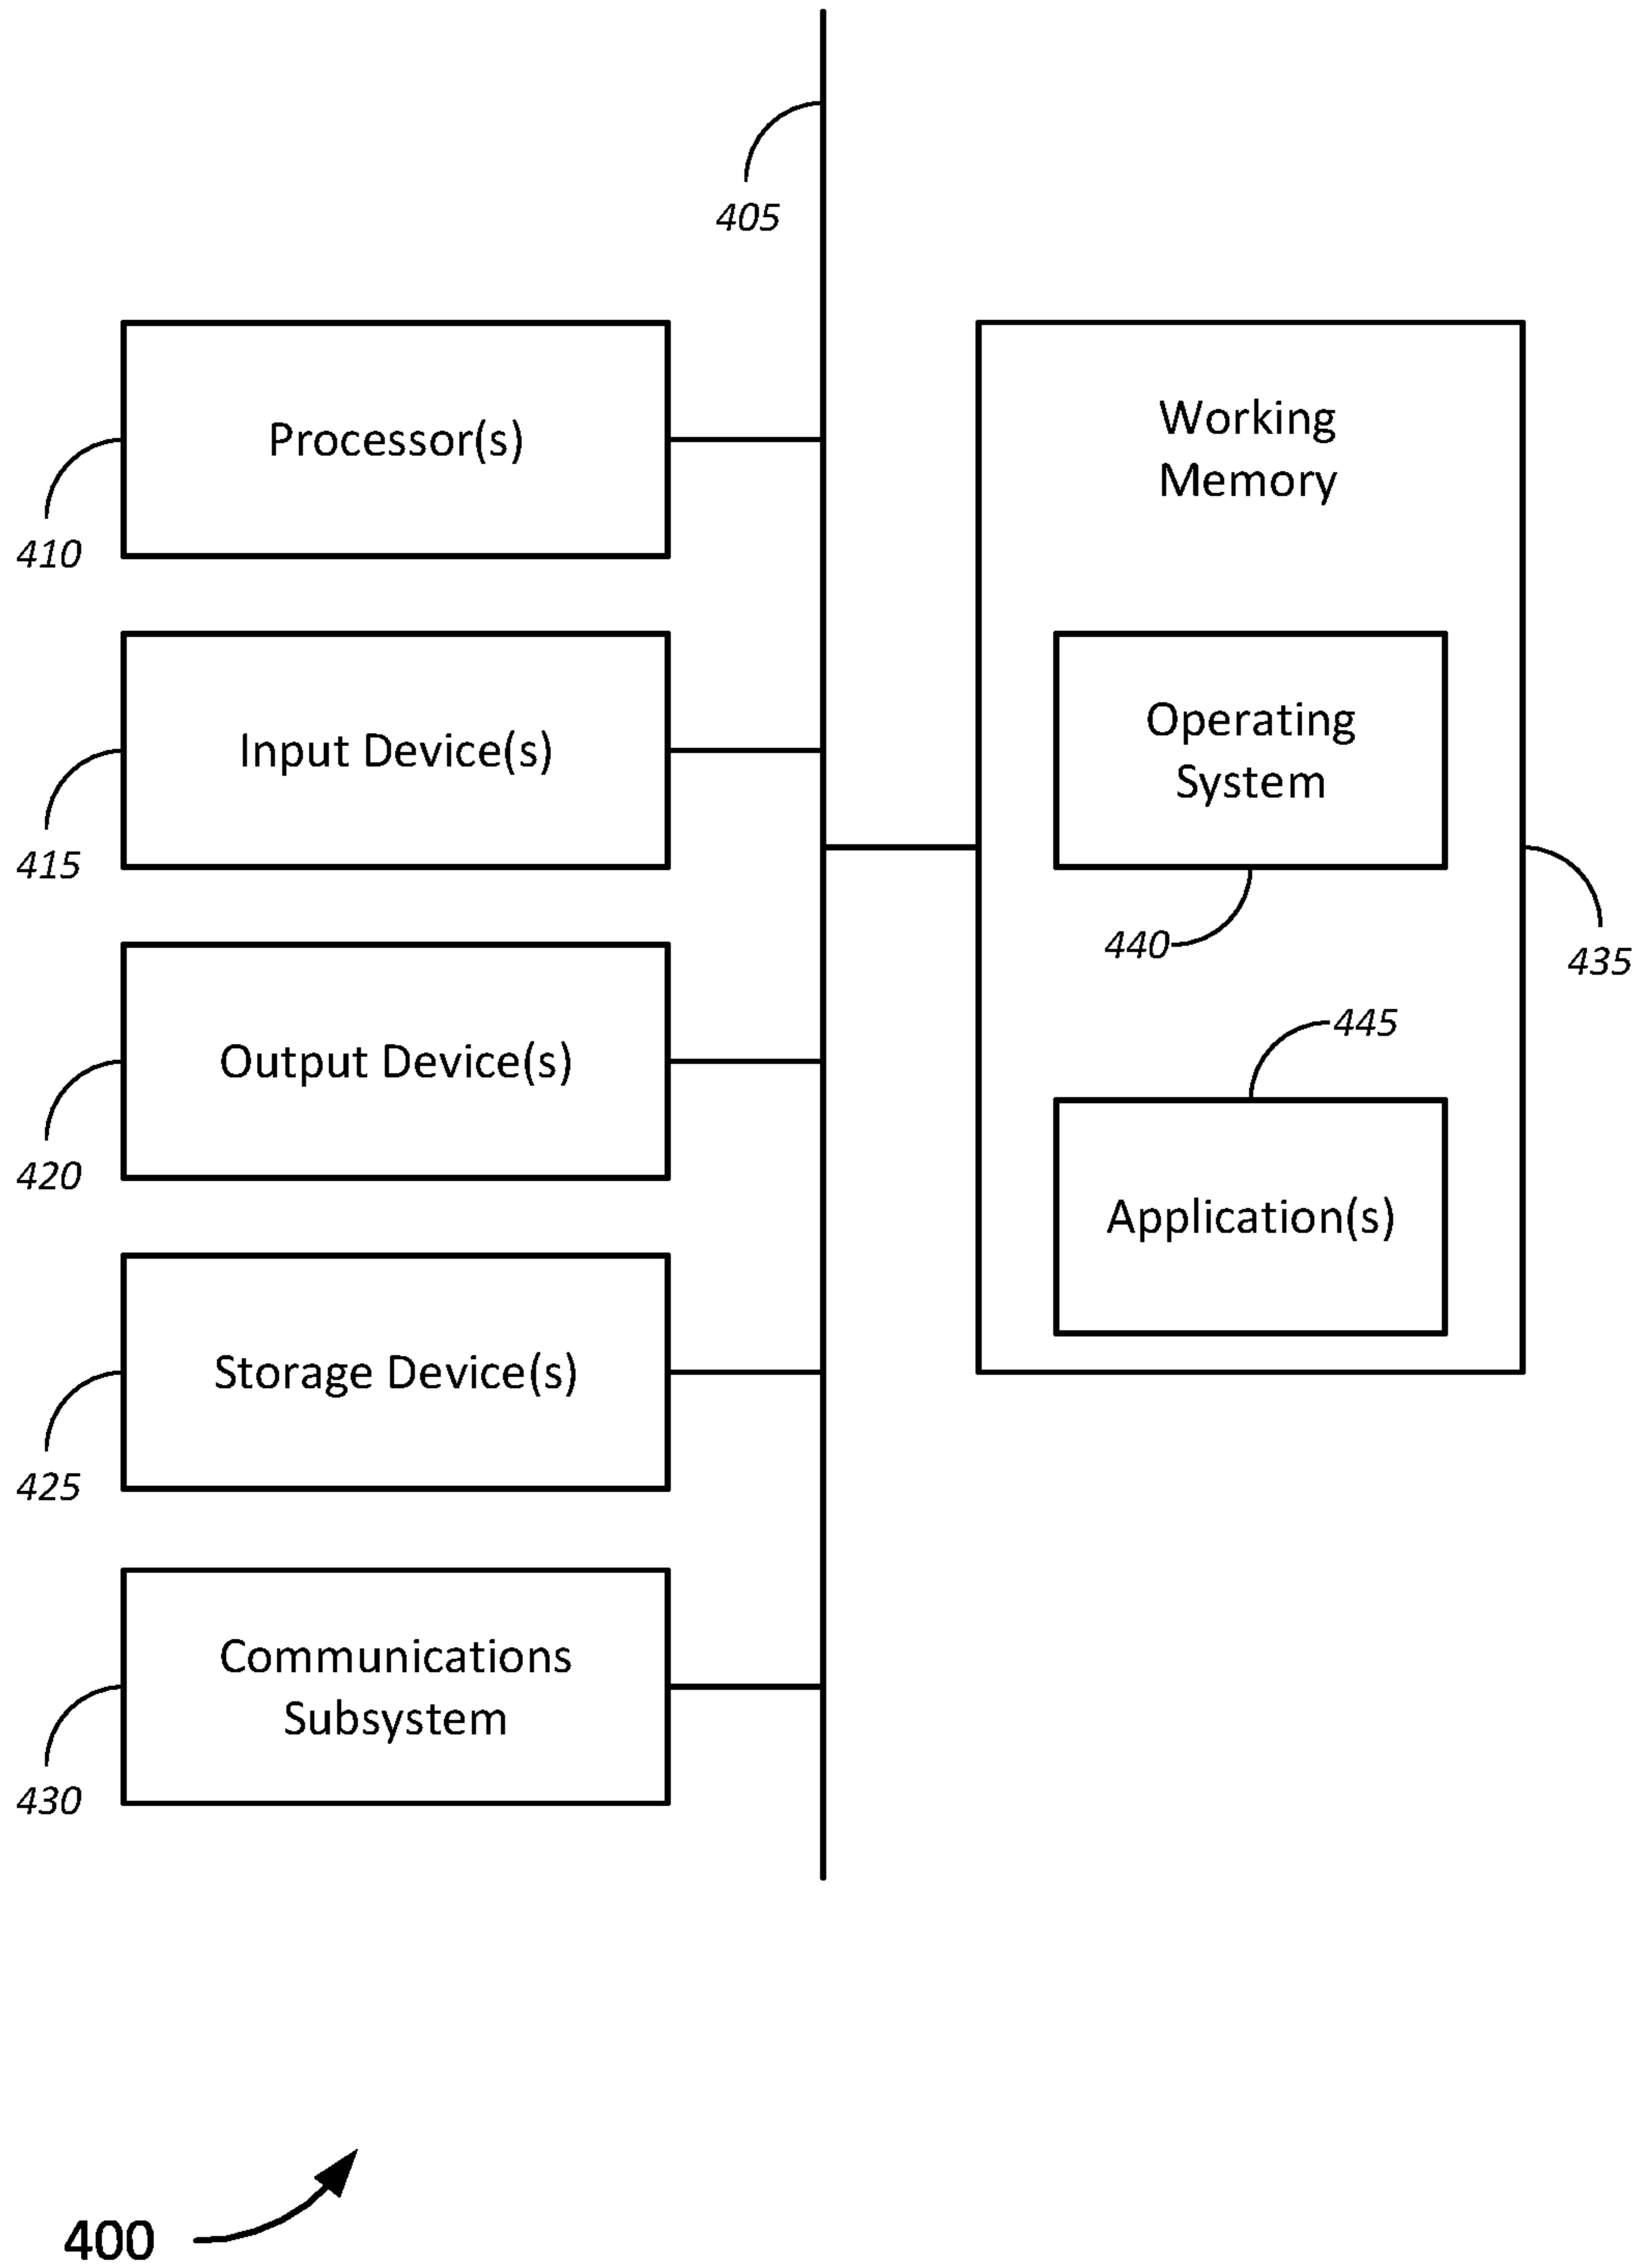 405
Processor(s)
410
Input Device(s)
415
Output Device(s)
420
Storage Device(s)
425
Communications
Subsystem
430
Working
Memory
Operating
System
440
435
445
Application(s)
400